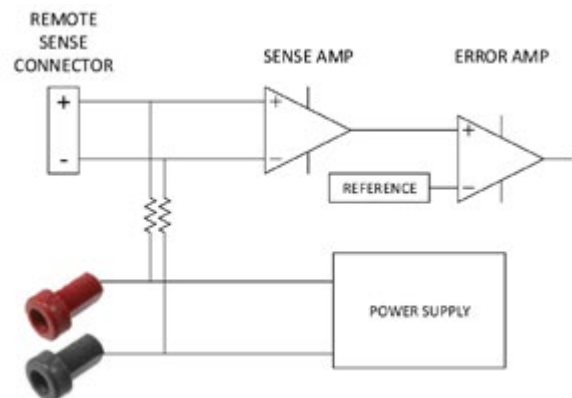 REMOTE
SENSE
CONNECTOR
SENSE AMP
ERROR AMP
+
-
+
-
+
-
REFERENCE
POWER SUPPLY